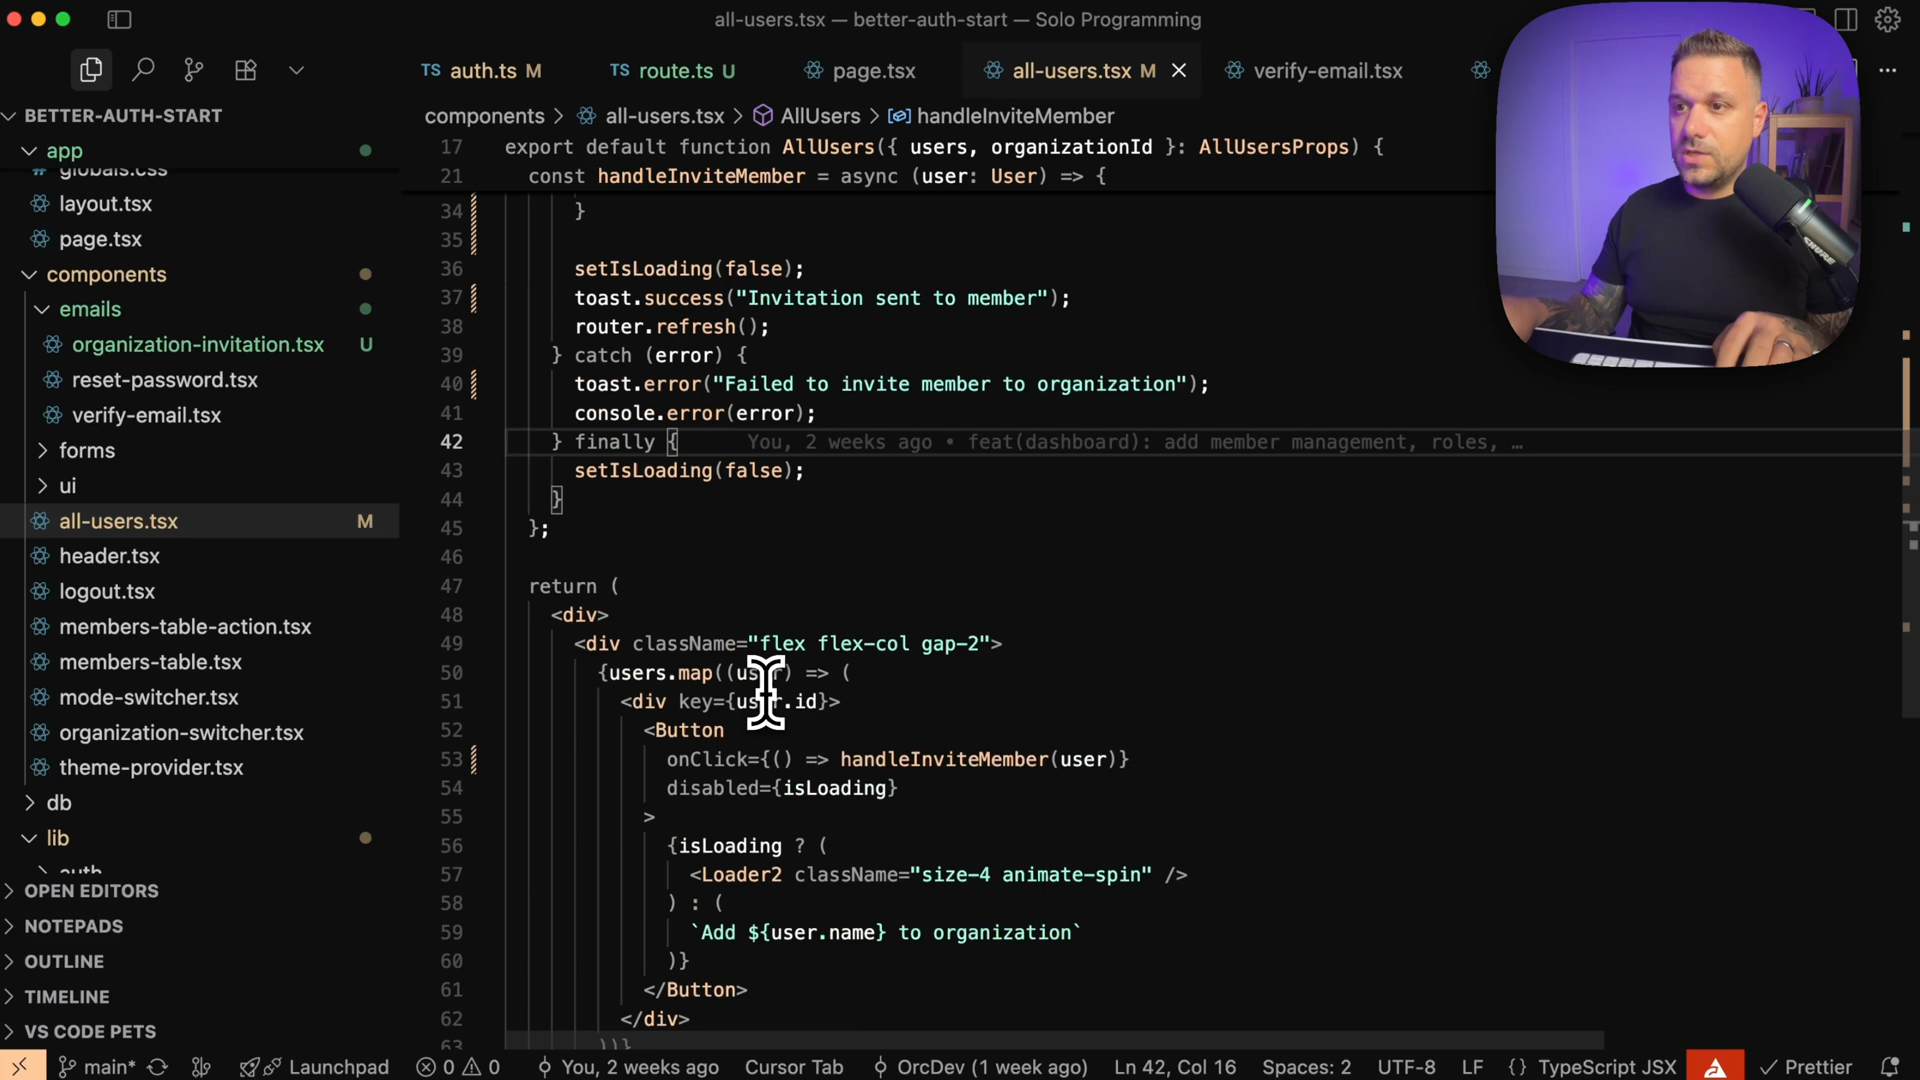 all-users.tsx — better-auth-start — Solo Programming
TS auth.ts M
TS route.ts U
page.tsx
all-users.tsx M
verify-email.tsx
BETTER-AUTH-START
app
globals.css
layout.tsx
page.tsx
components
emails
organization-invitation.tsx U
reset-password.tsx
verify-email.tsx
forms
ui
all-users.tsx M
header.tsx
logout.tsx
members-table-action.tsx
members-table.tsx
mode-switcher.tsx
organization-switcher.tsx
theme-provider.tsx
db
lib
auth
OPEN EDITORS
NOTEPADS
OUTLINE
TIMELINE
VS CODE PETS
components > all-users.tsx > AllUsers > handleInviteMember
17 export default function AllUsers({ users, organizationId }: AllUsersProps) {
21 const handleInviteMember = async (user: User) => {
34 }
35
36 setIsLoading(false);
37 toast.success("Invitation sent to member");
38 router.refresh();
39 } catch (error) {
40 toast.error("Failed to invite member to organization");
41 console.error(error);
42 } finally { You, 2 weeks ago • feat(dashboard): add member management, roles, …
43 setIsLoading(false);
44 }
45 };
46
47 return (
48 <div>
49 <div className="flex flex-col gap-2">
50 {users.map((user) => (
51 <div key={user.id}>
52 <Button
53 onClick={() => handleInviteMember(user)}
54 disabled={isLoading}
55 >
56 {isLoading ? (
57 <Loader2 className="size-4 animate-spin" />
58 ) : (
59 `Add ${user.name} to organization`
60 )}
61 </Button>
62 </div>
63 ))}
SHURE
main* Launchpad 0 0 You, 2 weeks ago Cursor Tab OrcDev (1 week ago) Ln 42, Col 16 Spaces: 2 UTF-8 LF {} TypeScript JSX Prettier